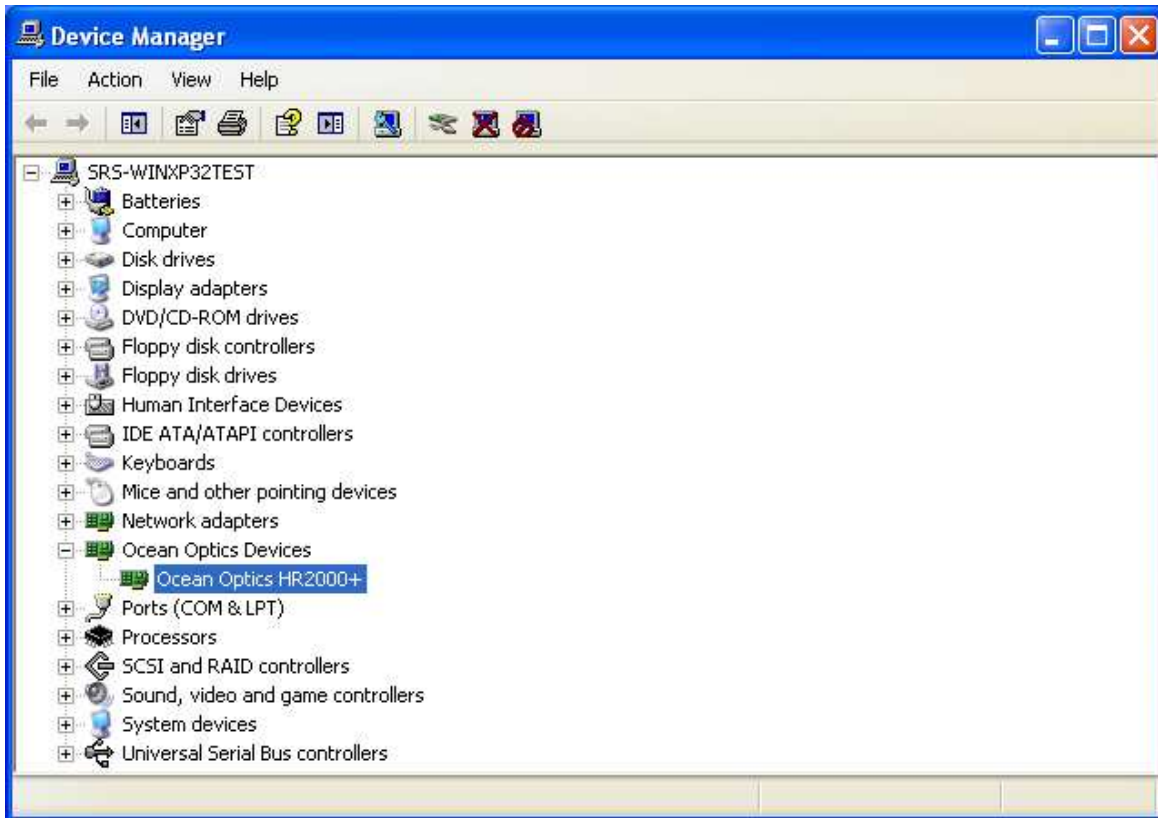 Device Manager
File Action View Help
SRS-WINXP32TEST
Batteries
Computer
Disk drives
Display adapters
DVD/CD-ROM drives
Floppy disk controllers
Floppy disk drives
Human Interface Devices
IDE ATA/ATAPI controllers
Keyboards
Mice and other pointing devices
Network adapters
Ocean Optics Devices
Ocean Optics HR2000+
Ports (COM & LPT)
Processors
SCSI and RAID controllers
Sound, video and game controllers
System devices
Universal Serial Bus controllers